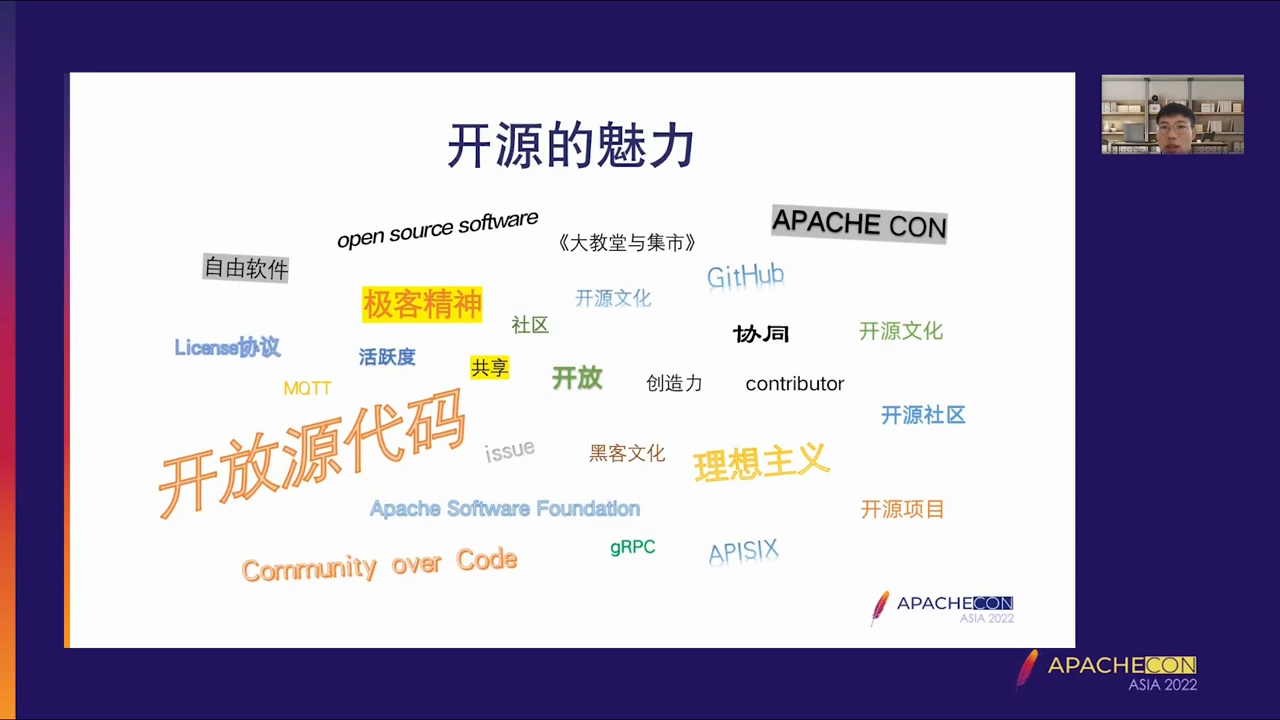 开源的魅力
open source software
《大教堂与集市》
APACHE CON
自由软件
GitHub
极客精神
开源文化
社区
协同
开源文化
License协议
活跃度
共享
开放
创造力
contributor
MQTT
开源社区
开放源代码
issue
黑客文化
理想主义
Apache Software Foundation
开源项目
gRPC
APISIX
Community over Code
APACHECON
ASIA 2022
APACHECON
ASIA 2022